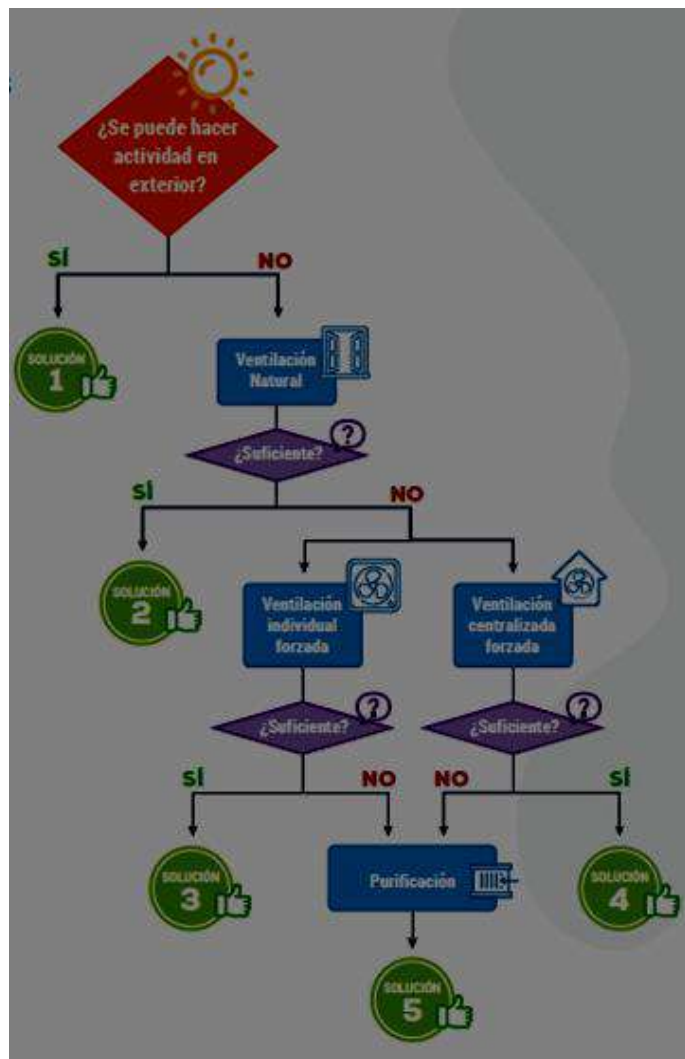 ¿Se puede hacer
actividad en
exterior?
SÍ
NO
SOLUCIÓN
1
Ventilación
Natural
¿Suficiente?
?
SÍ
NO
SOLUCIÓN
2
Ventilación
individual
forzada
Ventilación
centralizada
forzada
¿Suficiente?
?
¿Suficiente?
?
SÍ
NO
NO
SÍ
SOLUCIÓN
3
Purificación
SOLUCIÓN
4
SOLUCIÓN
5